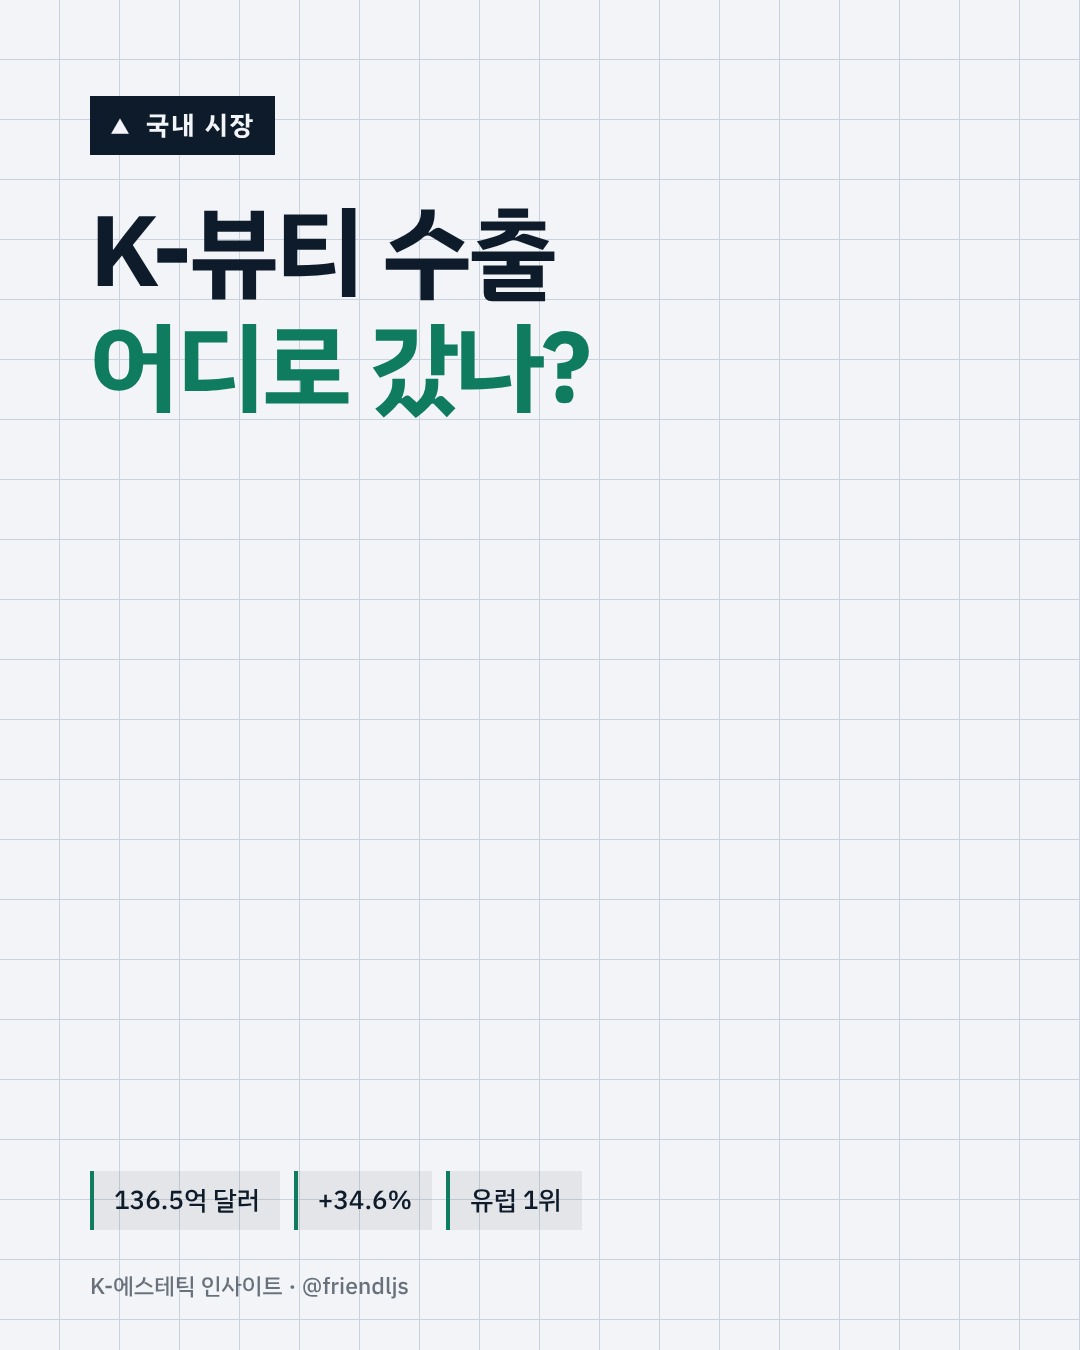 ▲ 국내 시장
K-뷰티 수출
어디로 갔나?
136.5억 달러
+34.6%
유럽 1위
K-에스테틱 인사이트 · @friendljs